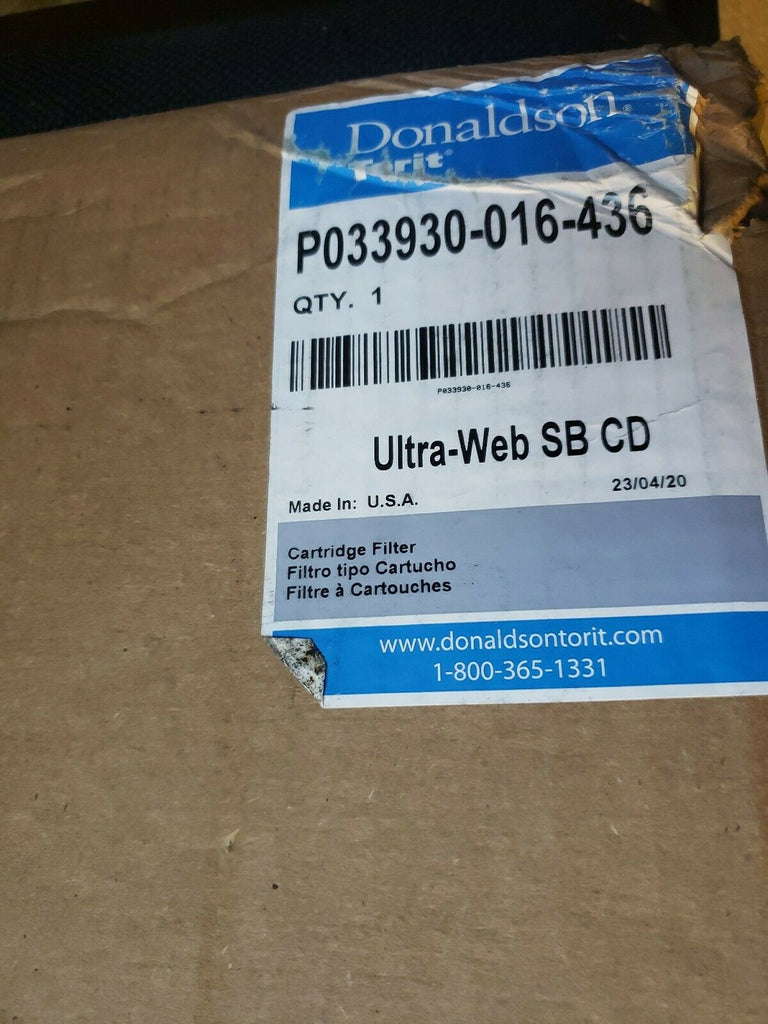 Donaldson®
Torit®
P033930-016-436
QTY. 1
P033930-016-436
Ultra-Web SB CD
23/04/20
Made In: U.S.A.
Cartridge Filter
Filtro tipo Cartucho
Filtre à Cartouches
www.donaldsontorit.com
1-800-365-1331